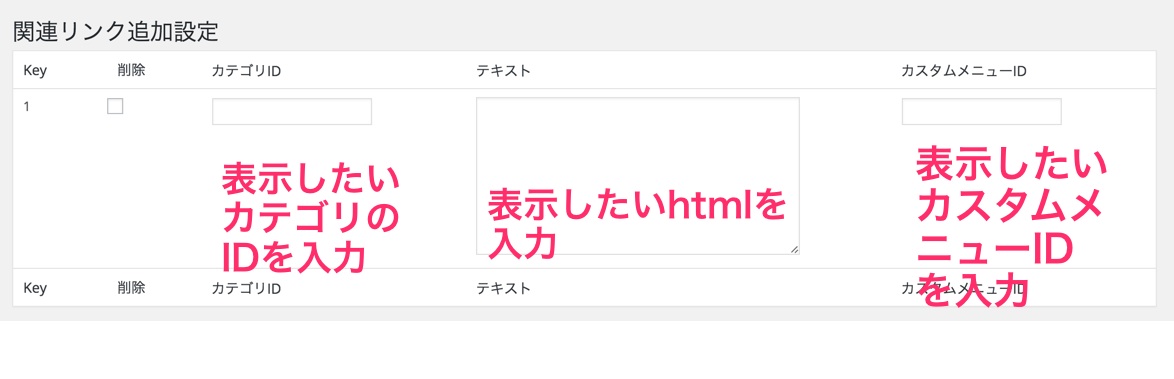 関連リンク追加設定
Key 削除 カテゴリID テキスト カスタムメニューID
1
表示したい
カテゴリの
IDを入力
表示したいhtmlを
入力
表示したい
カスタムメ
ニューID
を入力
Key 削除 カテゴリID テキスト カスタムメニューID